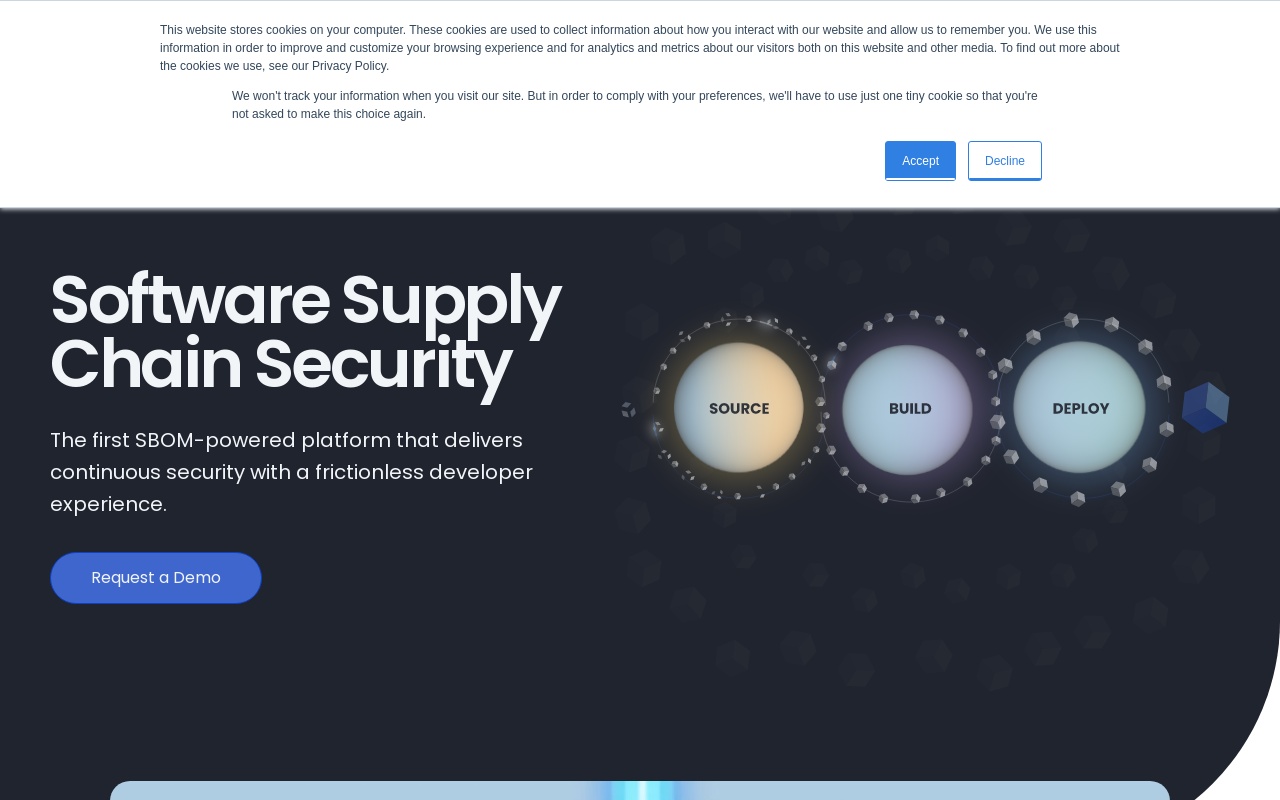 This website stores cookies on your computer. These cookies are used to collect information about how you interact with our website and allow us to remember you. We use this
information in order to improve and customize your browsing experience and for analytics and metrics about our visitors both on this website and other media. To find out more about
the cookies we use, see our Privacy Policy.
We won't track your information when you visit our site. But in order to comply with your preferences, we'll have to use just one tiny cookie so that you're
not asked to make this choice again.
Accept
Decline
Software Supply
Chain Security
The first SBOM-powered platform that delivers
continuous security with a frictionless developer
experience.
Request a Demo
SOURCE
BUILD
DEPLOY